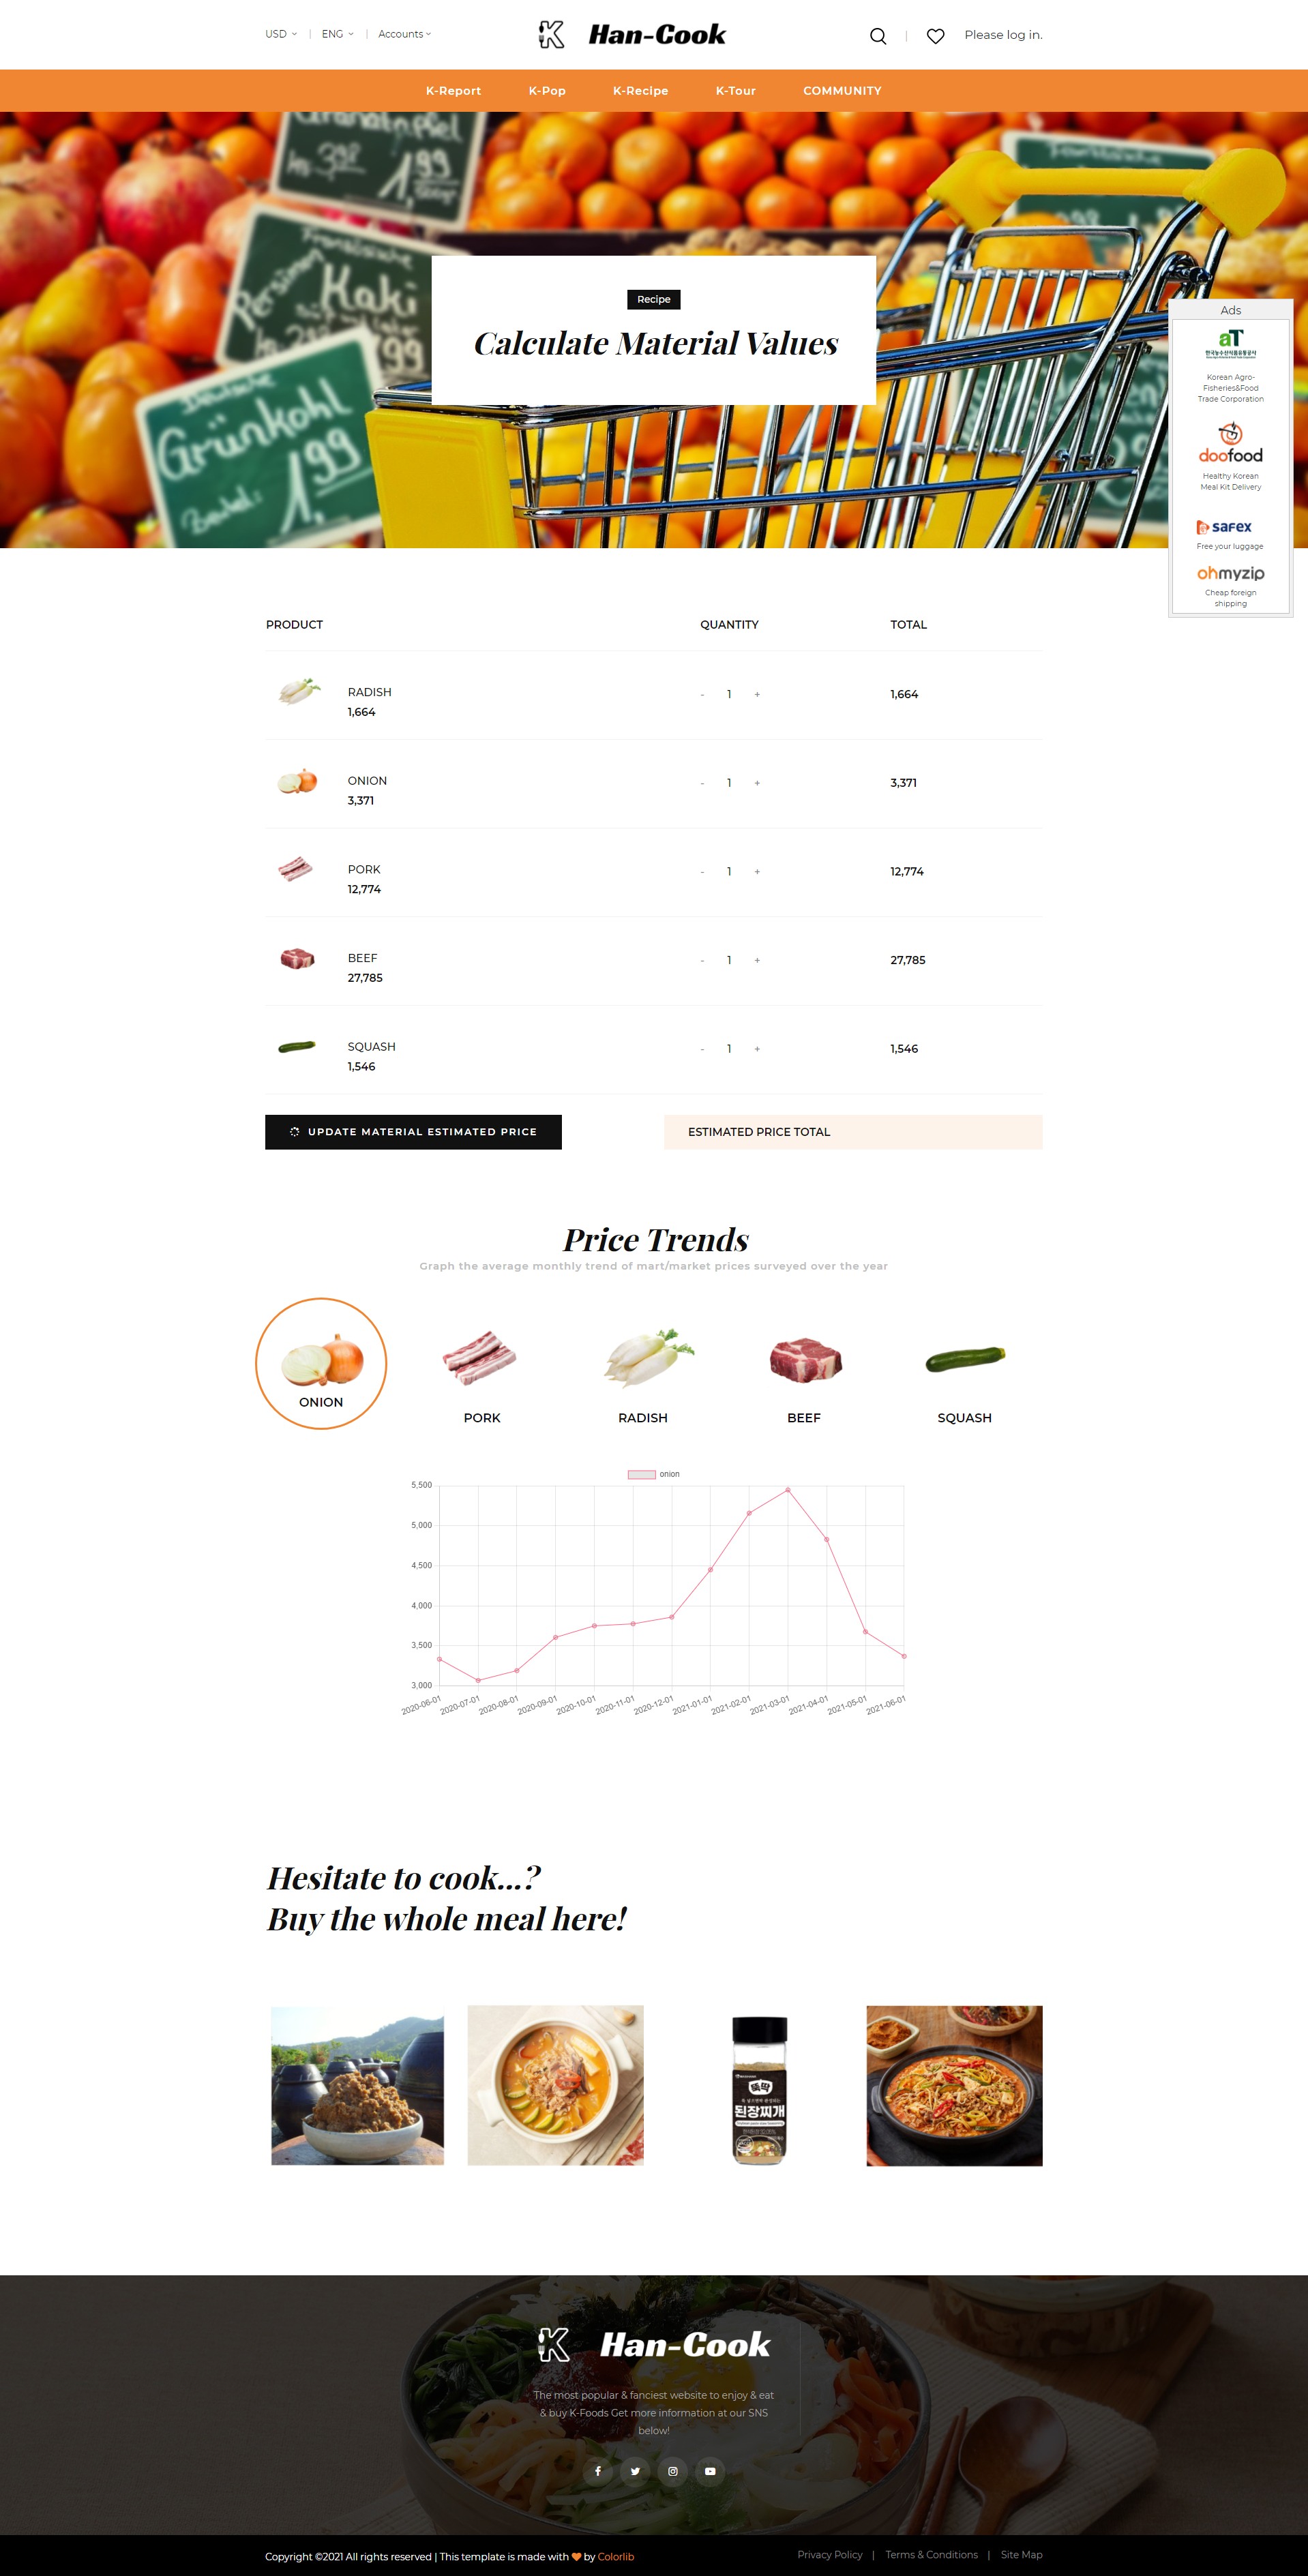 USD
ENG
Accounts
Han-Cook
Please log in.
K-Report
K-Pop
K-Recipe
K-Tour
COMMUNITY
1,99
Grünkohl
1,99
Recipe
Calculate Material Values
Ads
aT
한국농수산식품유통공사
Korean Agro-
Fisheries&Food
Trade Corporation
doofood
Healthy Korean
Meal Kit Delivery
SAFEX
Free your luggage
ohmyzip
Cheap foreign
shipping
PRODUCT QUANTITY TOTAL
RADISH
1,664
- 1 +
1,664
ONION
3,371
- 1 +
3,371
PORK
12,774
- 1 +
12,774
BEEF
27,785
- 1 +
27,785
SQUASH
1,546
- 1 +
1,546
UPDATE MATERIAL ESTIMATED PRICE
ESTIMATED PRICE TOTAL
Price Trends
Graph the average monthly trend of mart/market prices surveyed over the year
ONION
PORK
RADISH
BEEF
SQUASH
onion
5,500
5,000
4,500
4,000
3,500
3,000
2020-06-01
2020-07-01
2020-08-01
2020-09-01
2020-10-01
2020-11-01
2020-12-01
2021-01-01
2021-02-01
2021-03-01
2021-04-01
2021-05-01
2021-06-01
Hesitate to cook...?
Buy the whole meal here!
뚝딱
된장찌개
Han-Cook
The most popular & fanciest website to enjoy & eat
& buy K-Foods Get more information at our SNS
below!
Copyright ©2021 All rights reserved | This template is made with by Colorlib
Privacy Policy | Terms & Conditions | Site Map